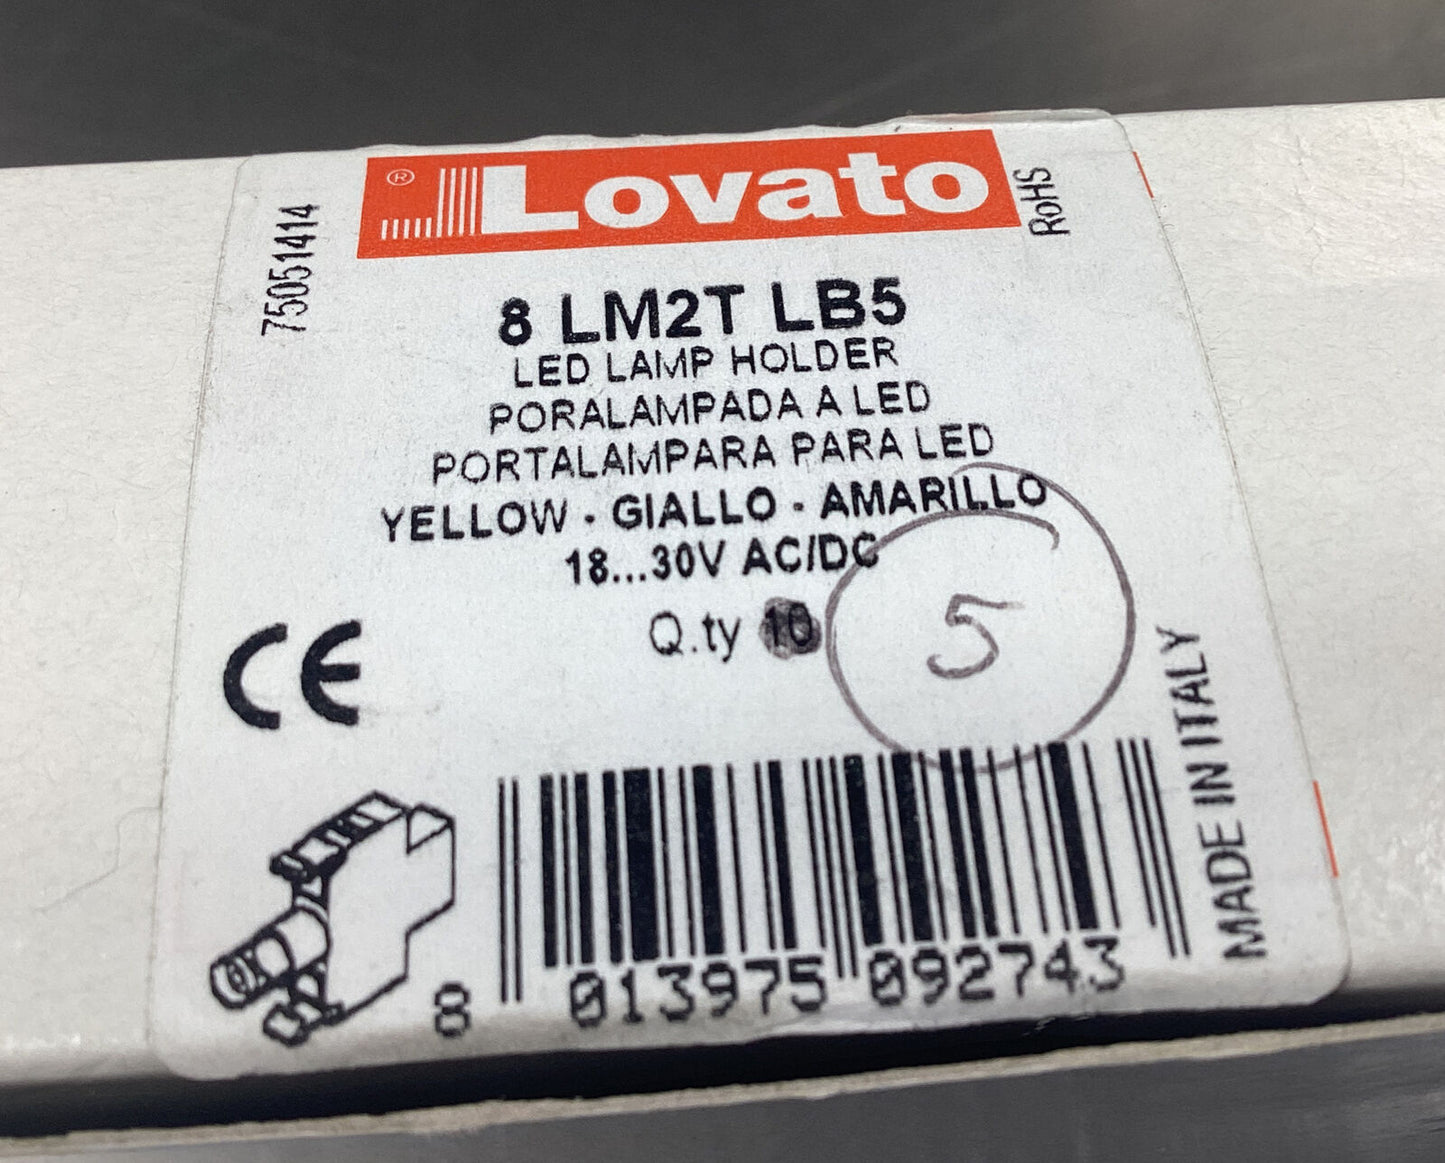 ® Lovato
RoHS
75051414
8 LM2T LB5
LED LAMP HOLDER
PORALAMPADA A LED
PORTALAMPARA PARA LED
YELLOW - GIALLO - AMARILLO
18...30V AC/DC
Q.ty 10
5
CE
MADE IN ITALY
8 013975 092743